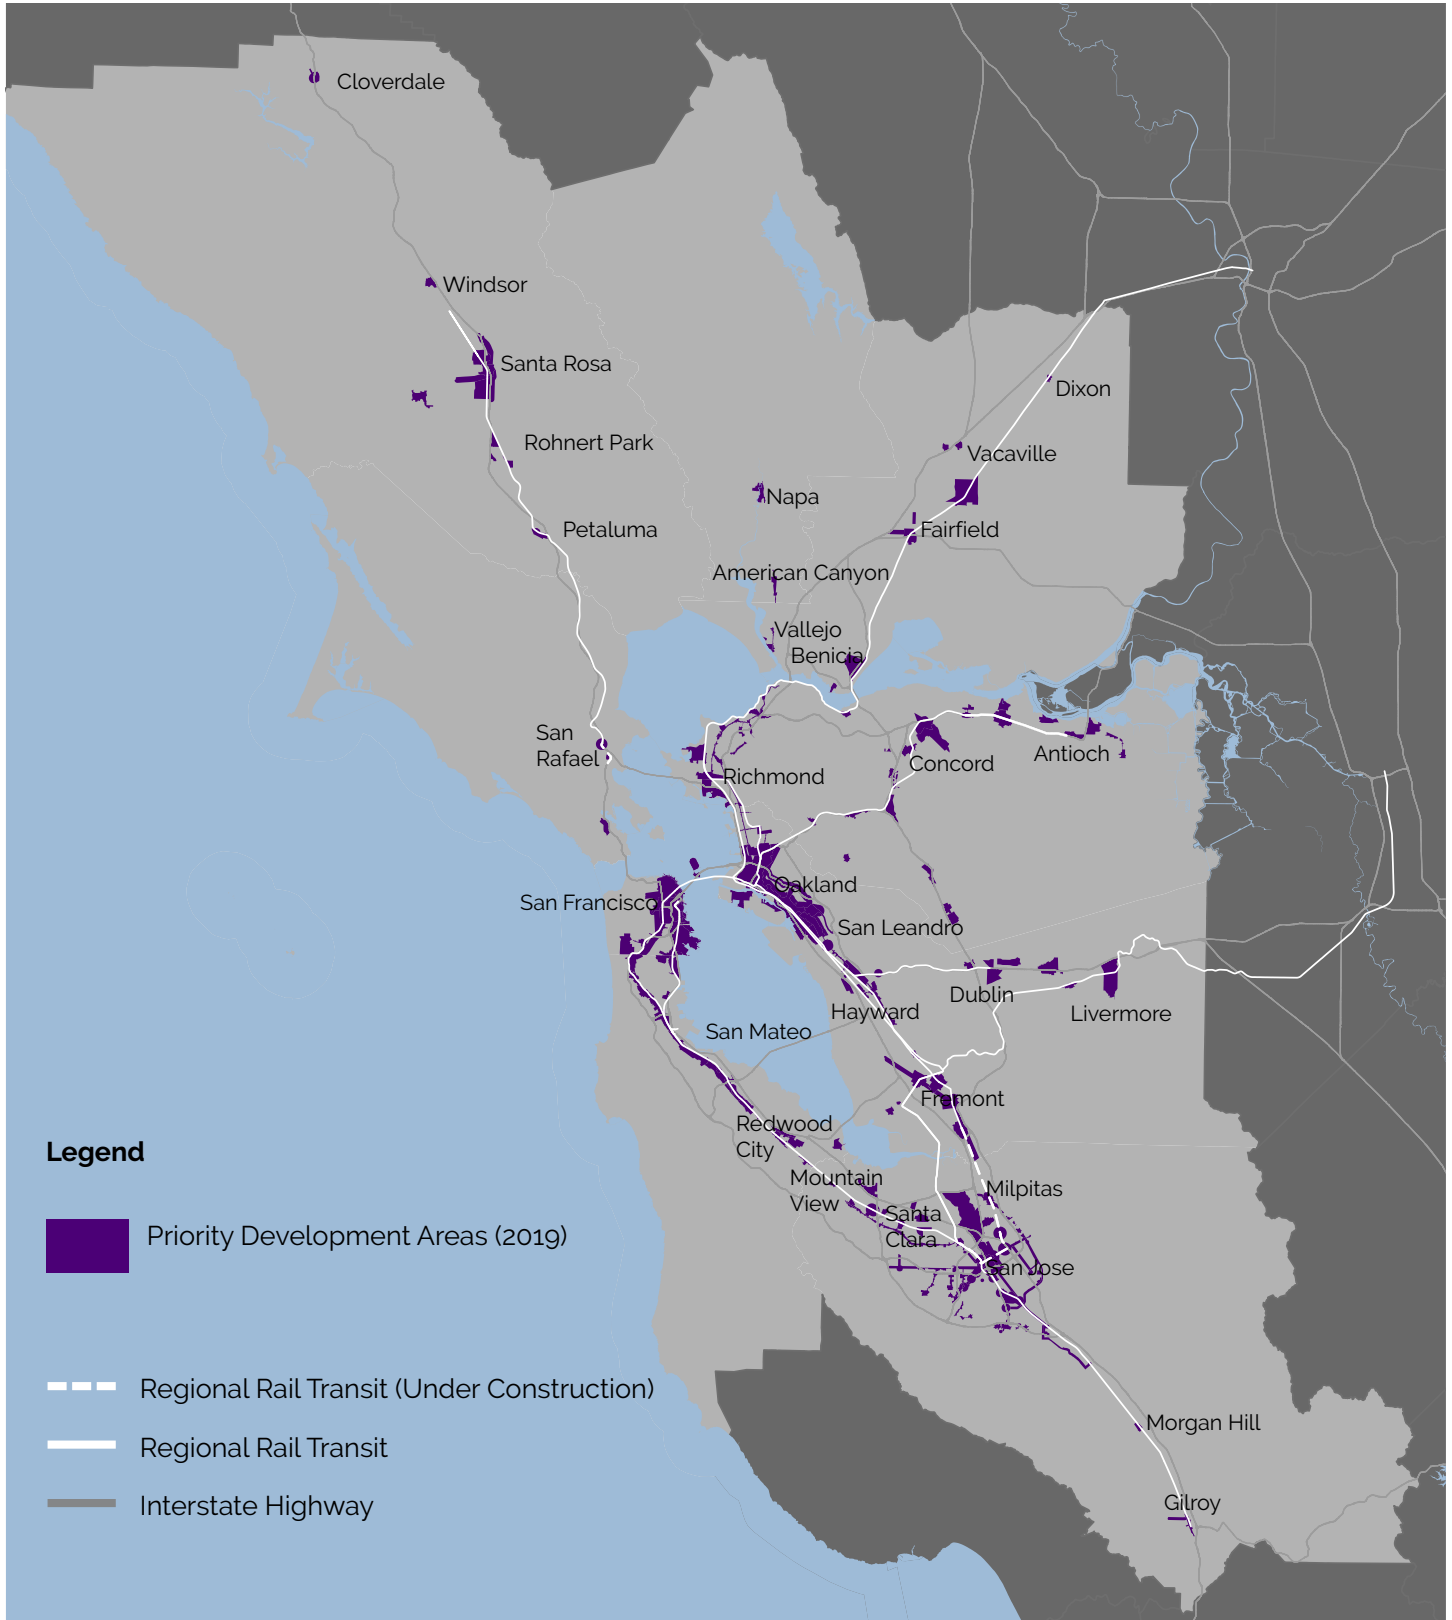 Cloverdale
Windsor
Santa Rosa
Dixon
Rohnert Park
Vacaville
Napa
Petaluma
Fairfield
American Canyon
Vallejo
Benicia
San
Rafael
Antioch
Concord
Richmond
Oakland
San Francisco
San Leandro
Dublin
Hayward
Livermore
San Mateo
Fremont
Redwood
City
Mountain
View
Milpitas
Santa
Clara
San Jose
Morgan Hill
Gilroy
Legend
Priority Development Areas (2019)
Regional Rail Transit (Under Construction)
Regional Rail Transit
Interstate Highway